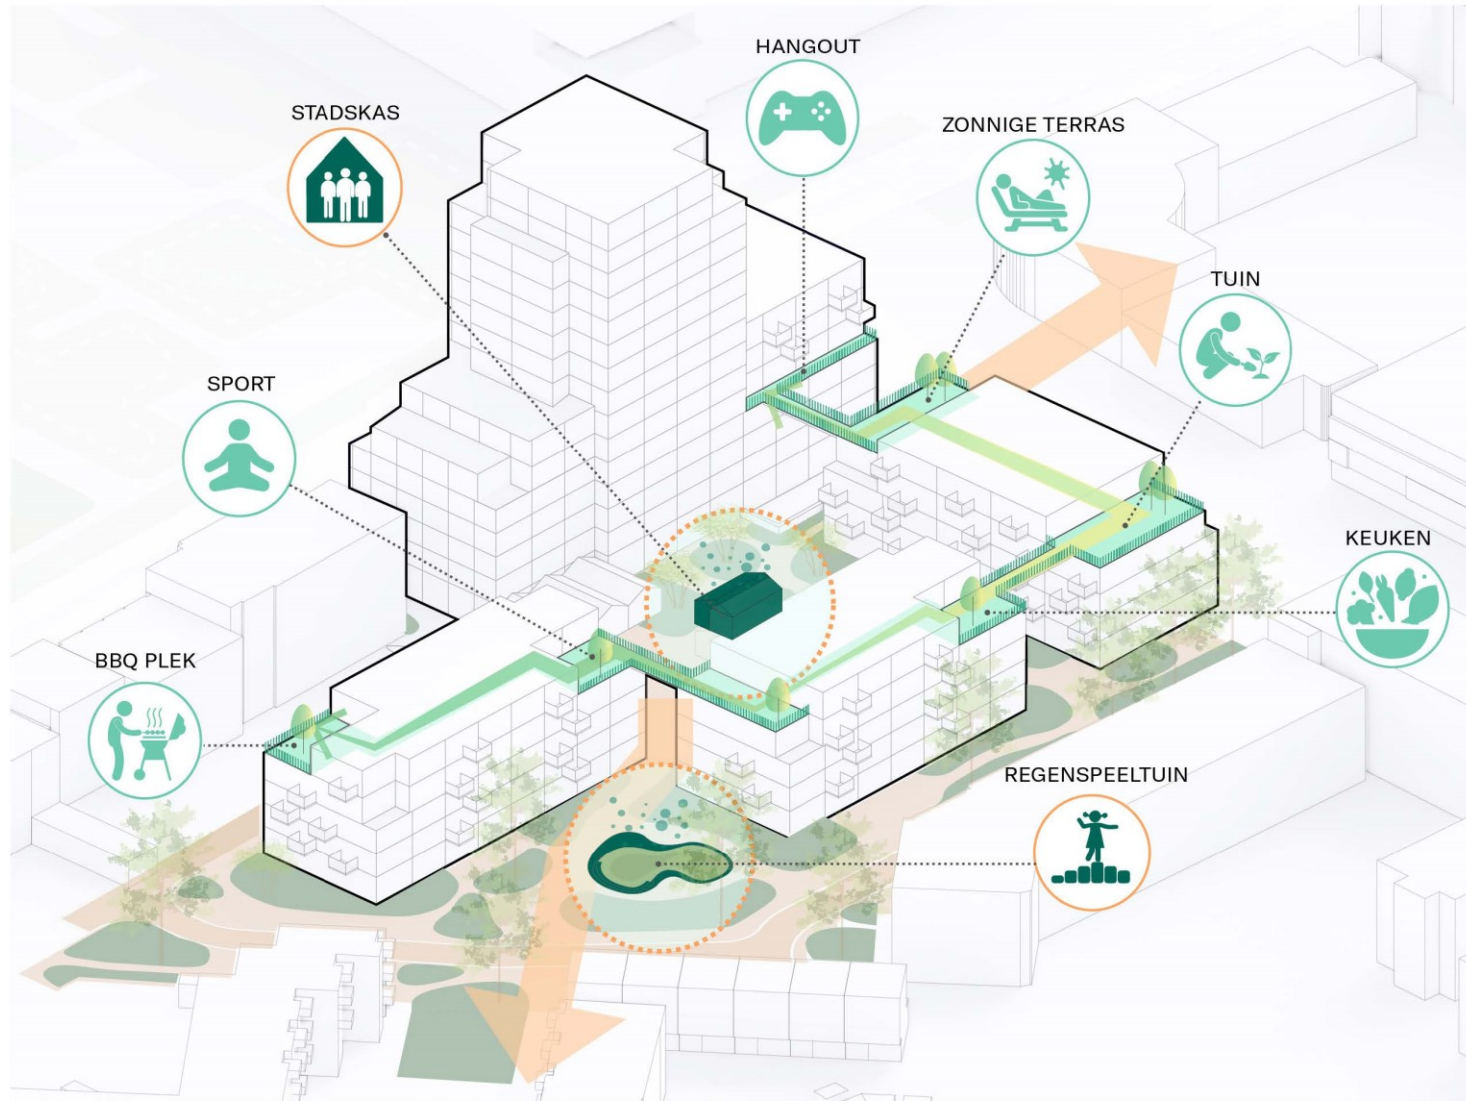 HANGOUT
STADSKAS
ZONNIGE TERRAS
TUIN
SPORT
KEUKEN
BBQ PLEK
REGENSPEELTUIN